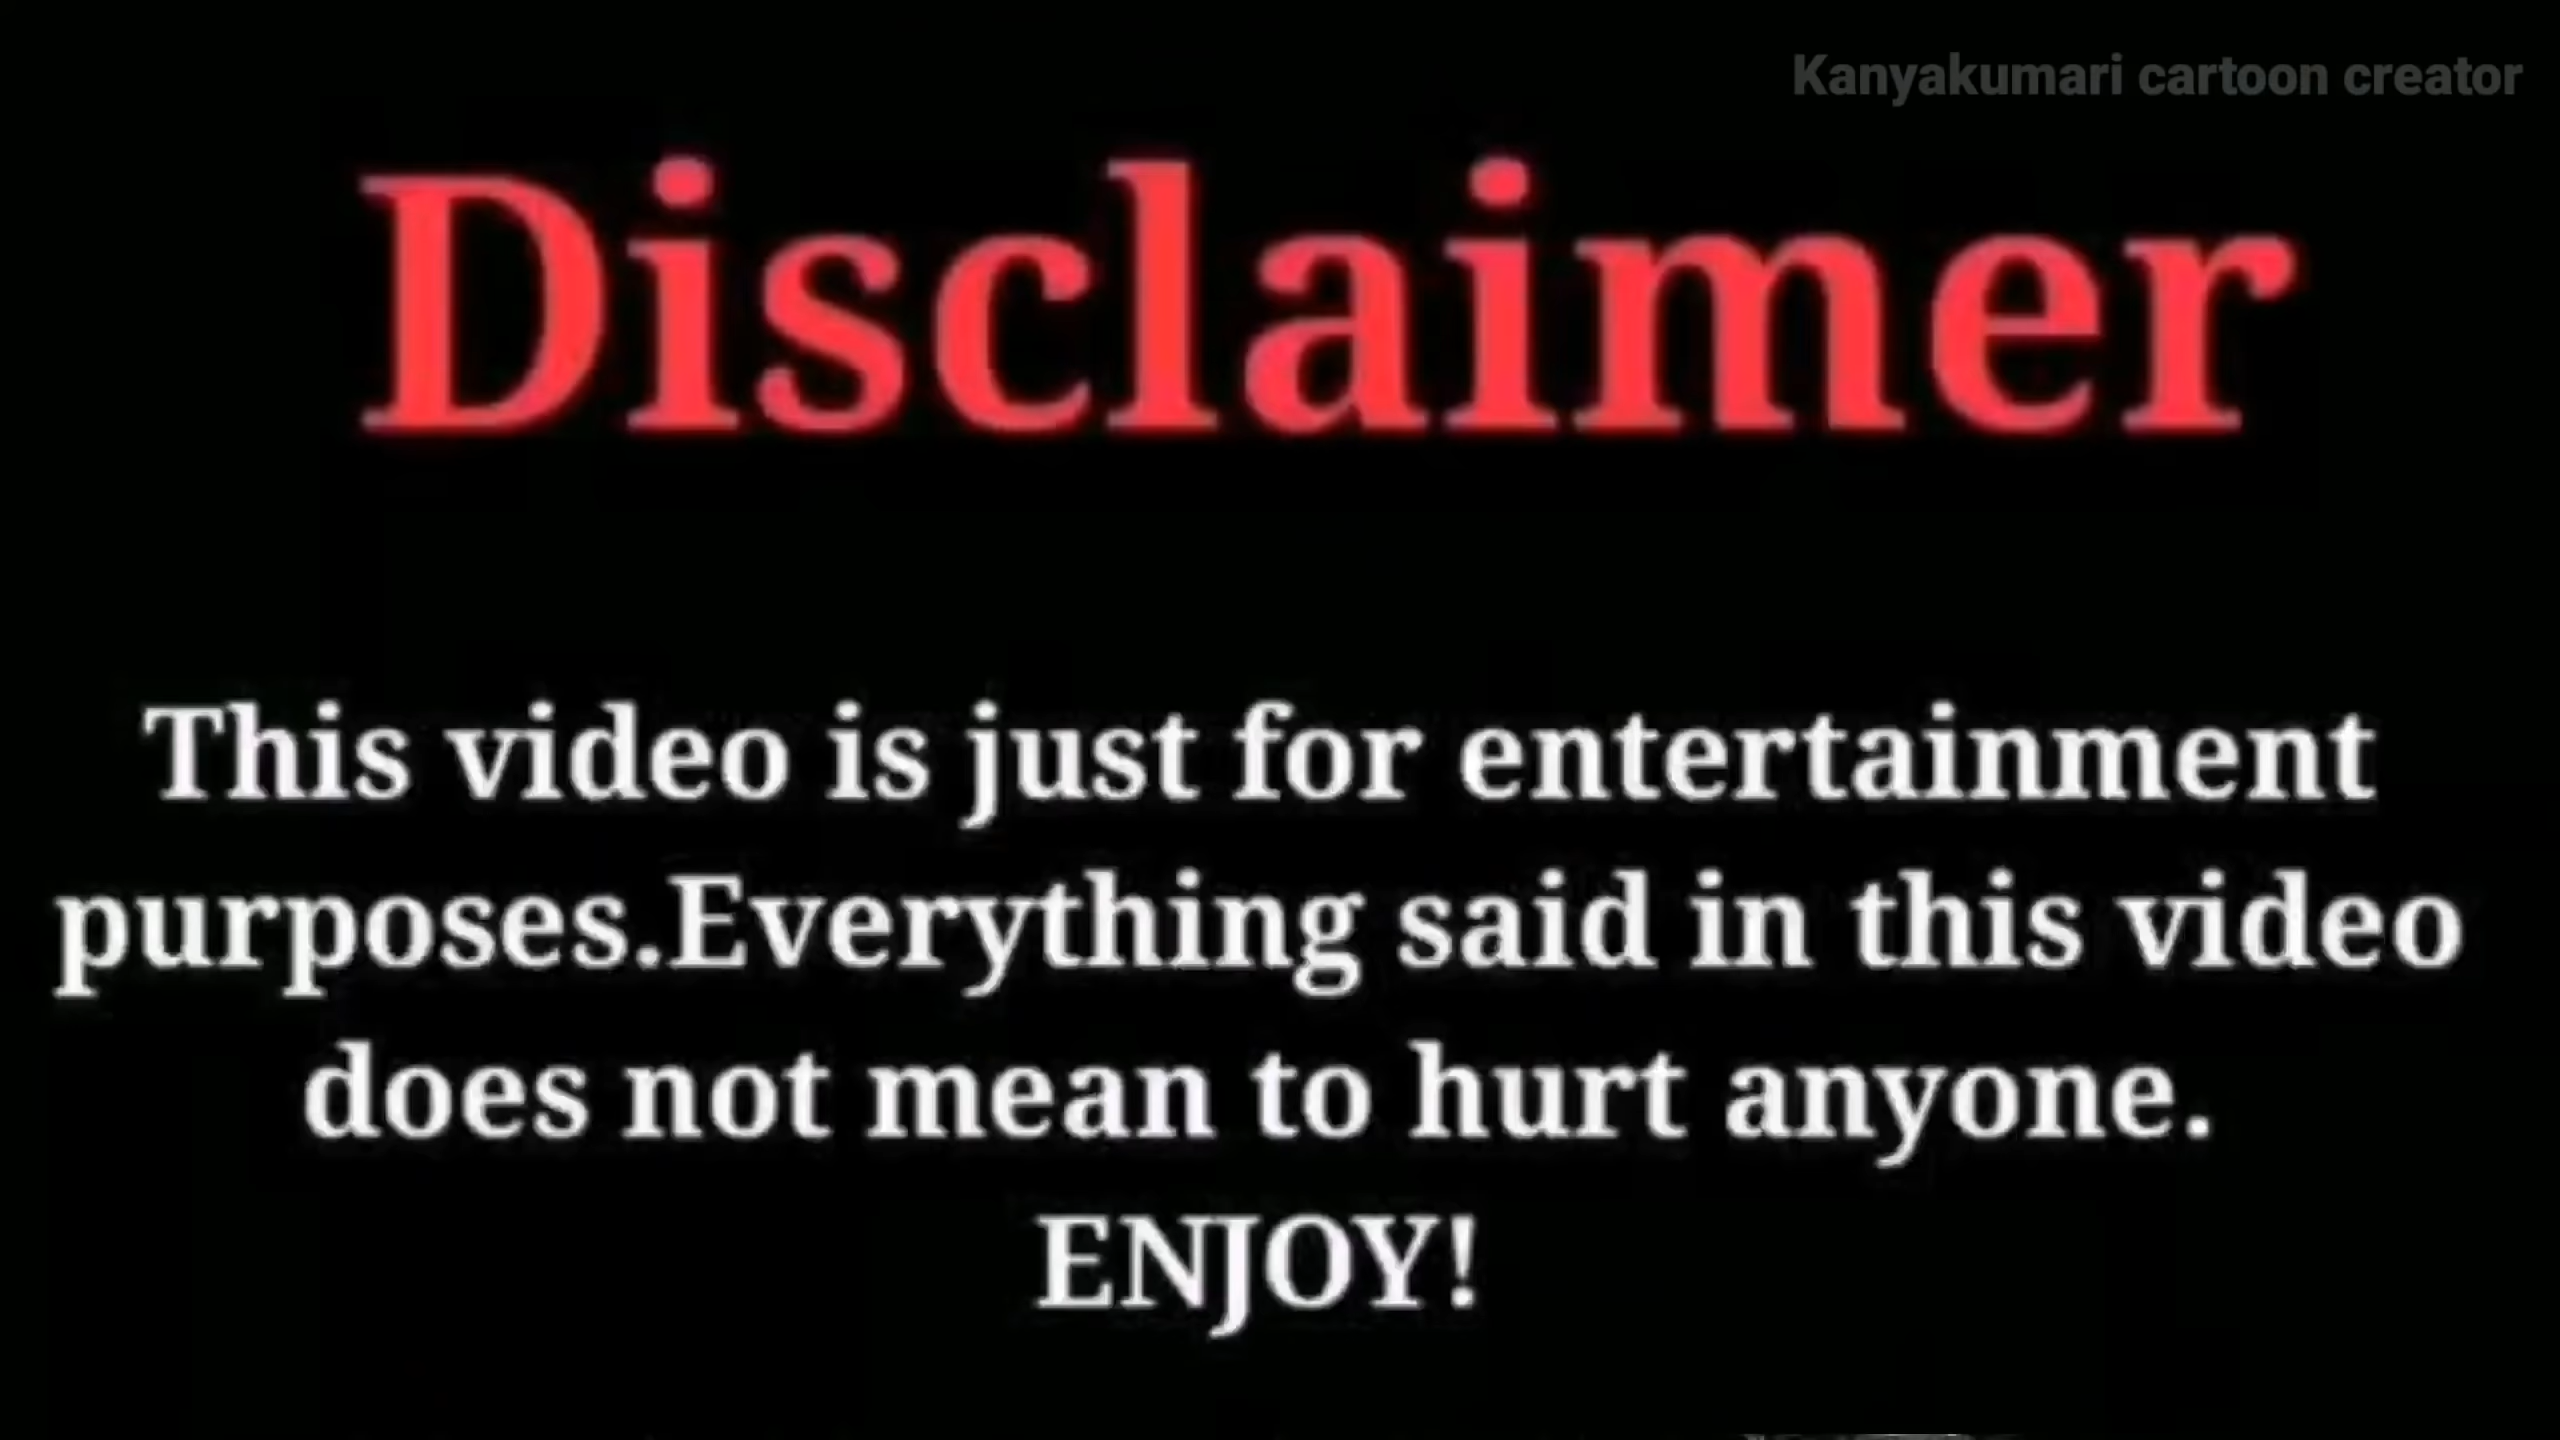 Kanyakumari cartoon creator
Disclaimer
This video is just for entertainment
purposes.Everything said in this video
does not mean to hurt anyone.
ENJOY!